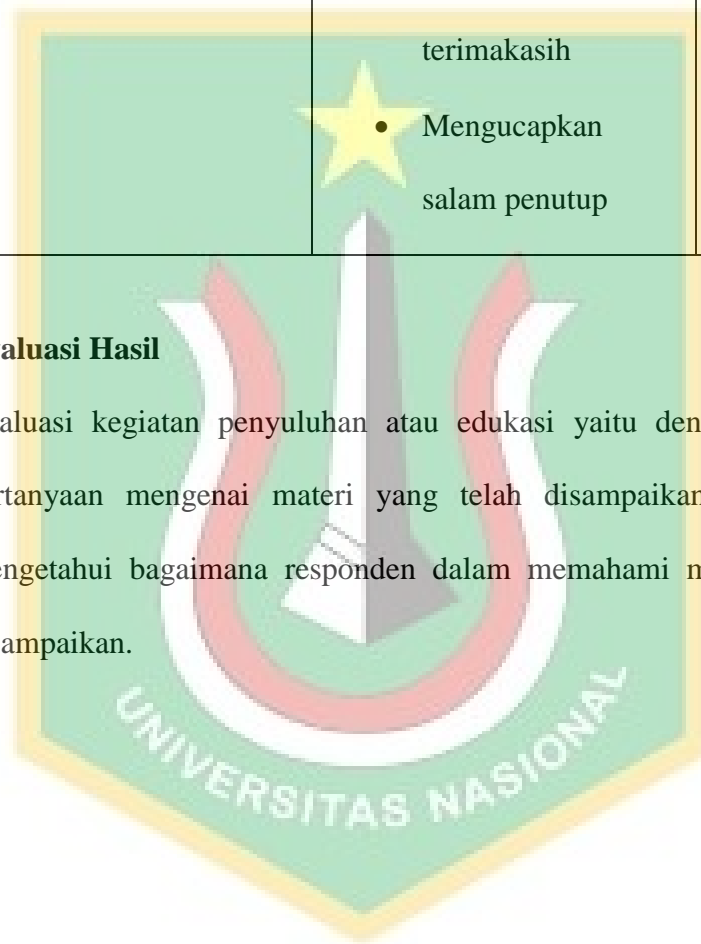 terimakasih
• Mengucapkan
salam penutup
valuasi Hasil
aluasi kegiatan penyuluhan atau edukasi yaitu den
rtanyaan mengenai materi yang telah disampaikan
engetahui bagaimana responden dalam memahami m
ampaikan.
UNIVERSITAS NASIONAL